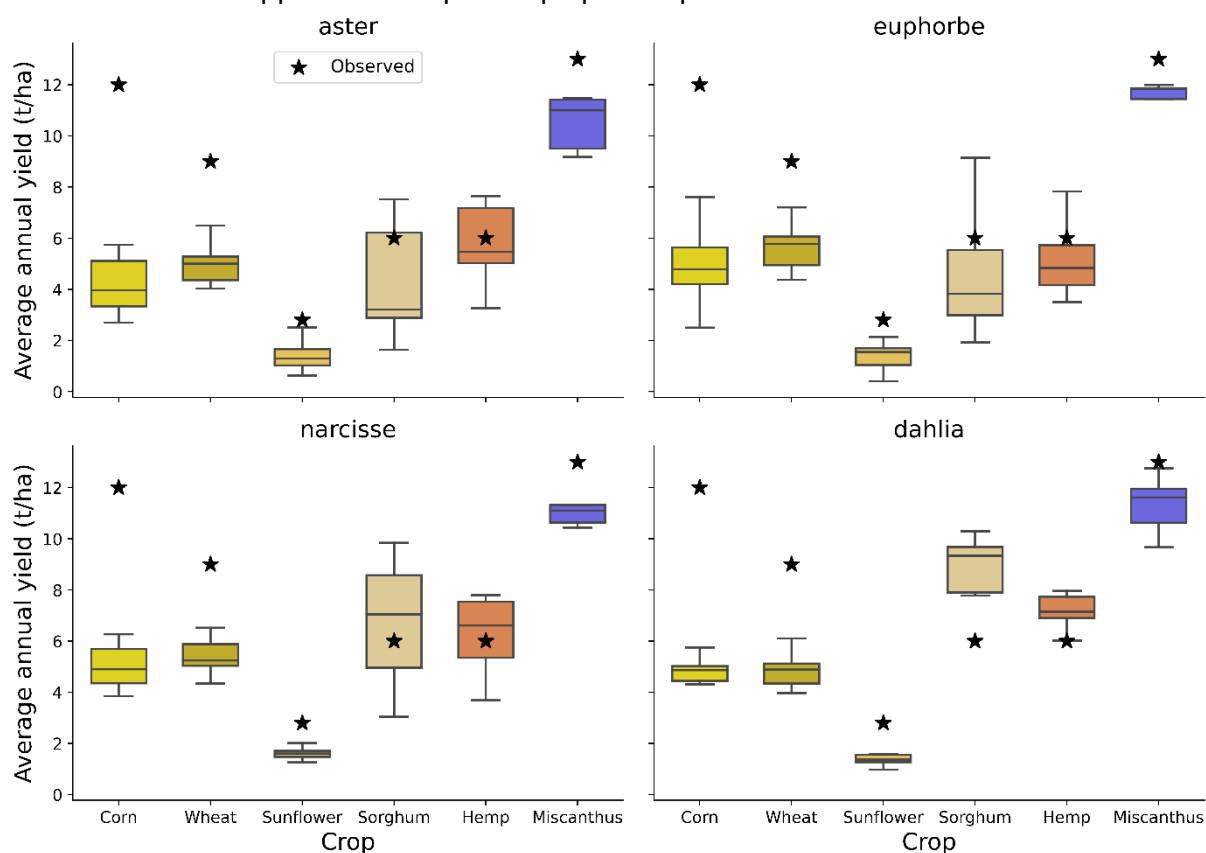 aster
euphorbe
★ Observed
Average annual yield (t/ha)
12
10
8
6
4
2
0
narcisse
dahlia
Average annual yield (t/ha)
12
10
8
6
4
2
0
Corn Wheat Sunflower Sorghum Hemp Miscanthus
Corn Wheat Sunflower Sorghum Hemp Miscanthus
Crop
Crop